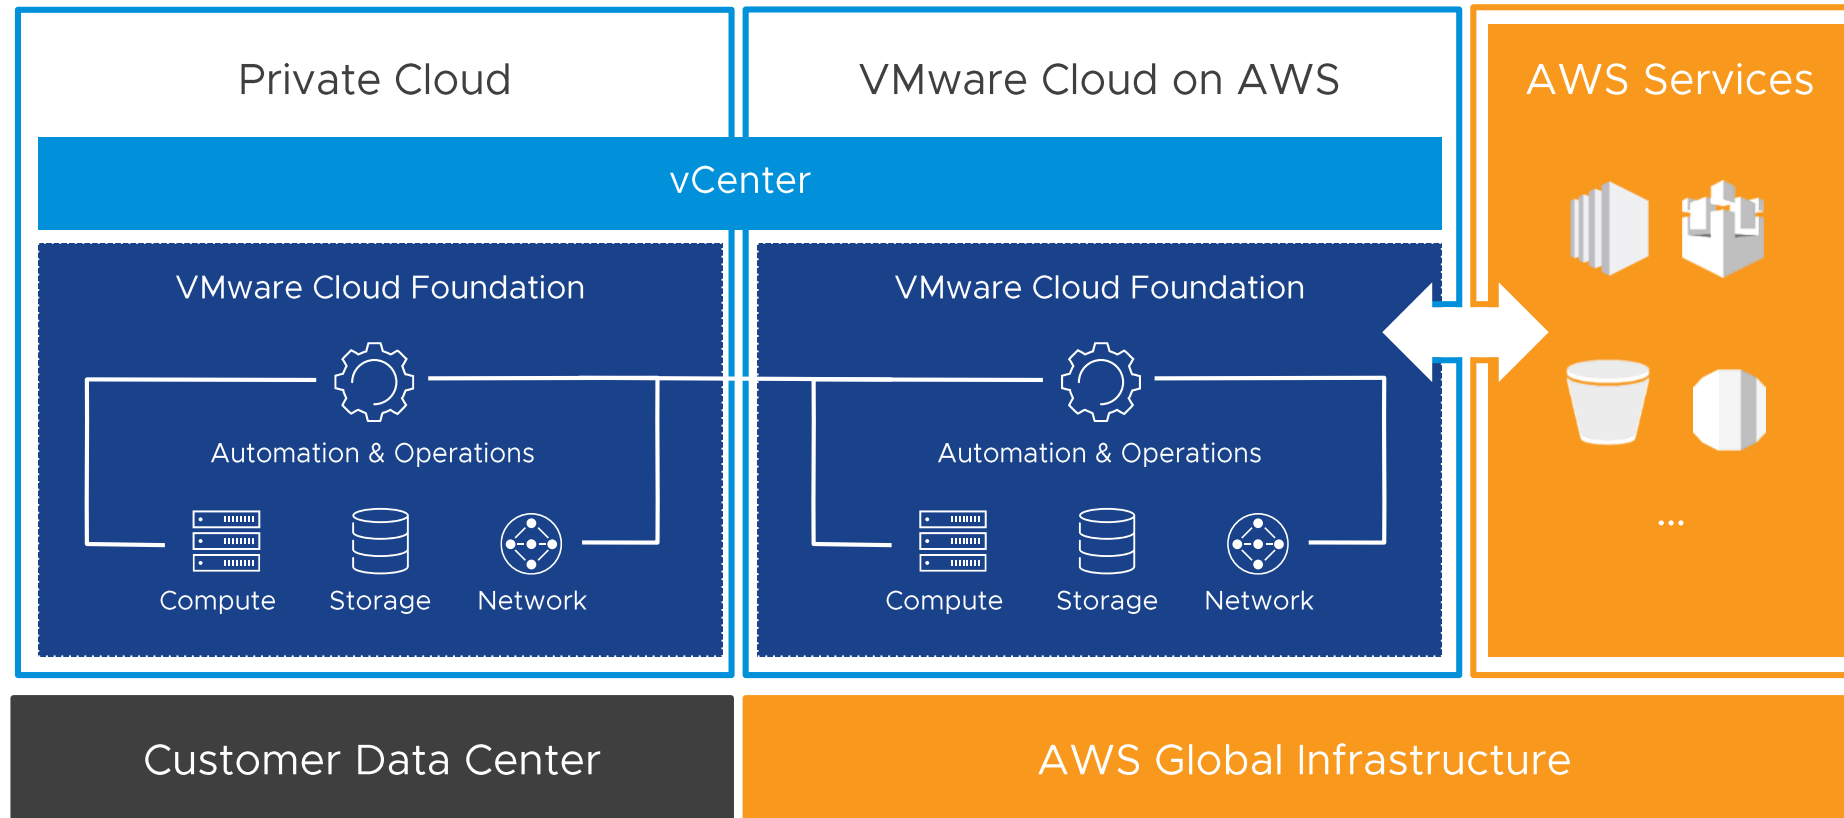 Private Cloud
VMware Cloud on AWS
AWS Services
vCenter
VMware Cloud Foundation
Automation & Operations
Compute
Storage
Network
VMware Cloud Foundation
Automation & Operations
Compute
Storage
Network
...
Customer Data Center
AWS Global Infrastructure